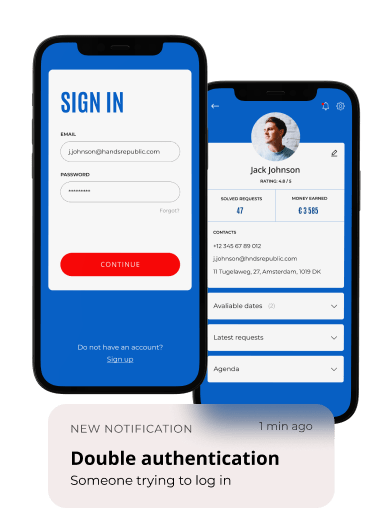 SIGN IN
EMAIL
j.johnson@handsrepublic.com
PASSWORD
*********
Forgot?
CONTINUE
Do not have an account?
Sign up
Jack Johnson
RATING: 4.8 / 5
SOLVED REQUESTS
47
MONEY EARNED
€ 3 585
CONTACTS
+12 345 67 89 012
j.johnson@hndsrepublic.com
11 Tugelaweg, 27, Amsterdam, 1019 DK
Avaliable dates (2)
Latest requests
Agenda
NEW NOTIFICATION
1 min ago
Double authentication
Someone trying to log in